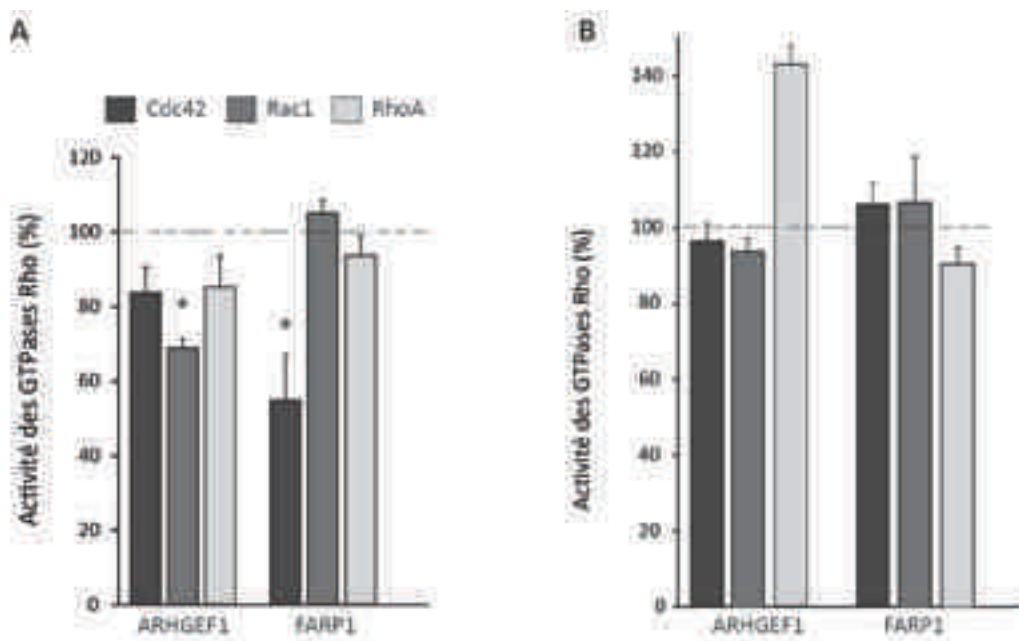 A
B
Cdc42 Rac1 RhoA
Activité des GTPases Rho (%)
120
100
80
60
40
20
0
*
*
ARHGEF1 FARP1
Activité des GTPases Rho (%)
140
120
100
80
60
40
20
0
ARHGEF1 FARP1